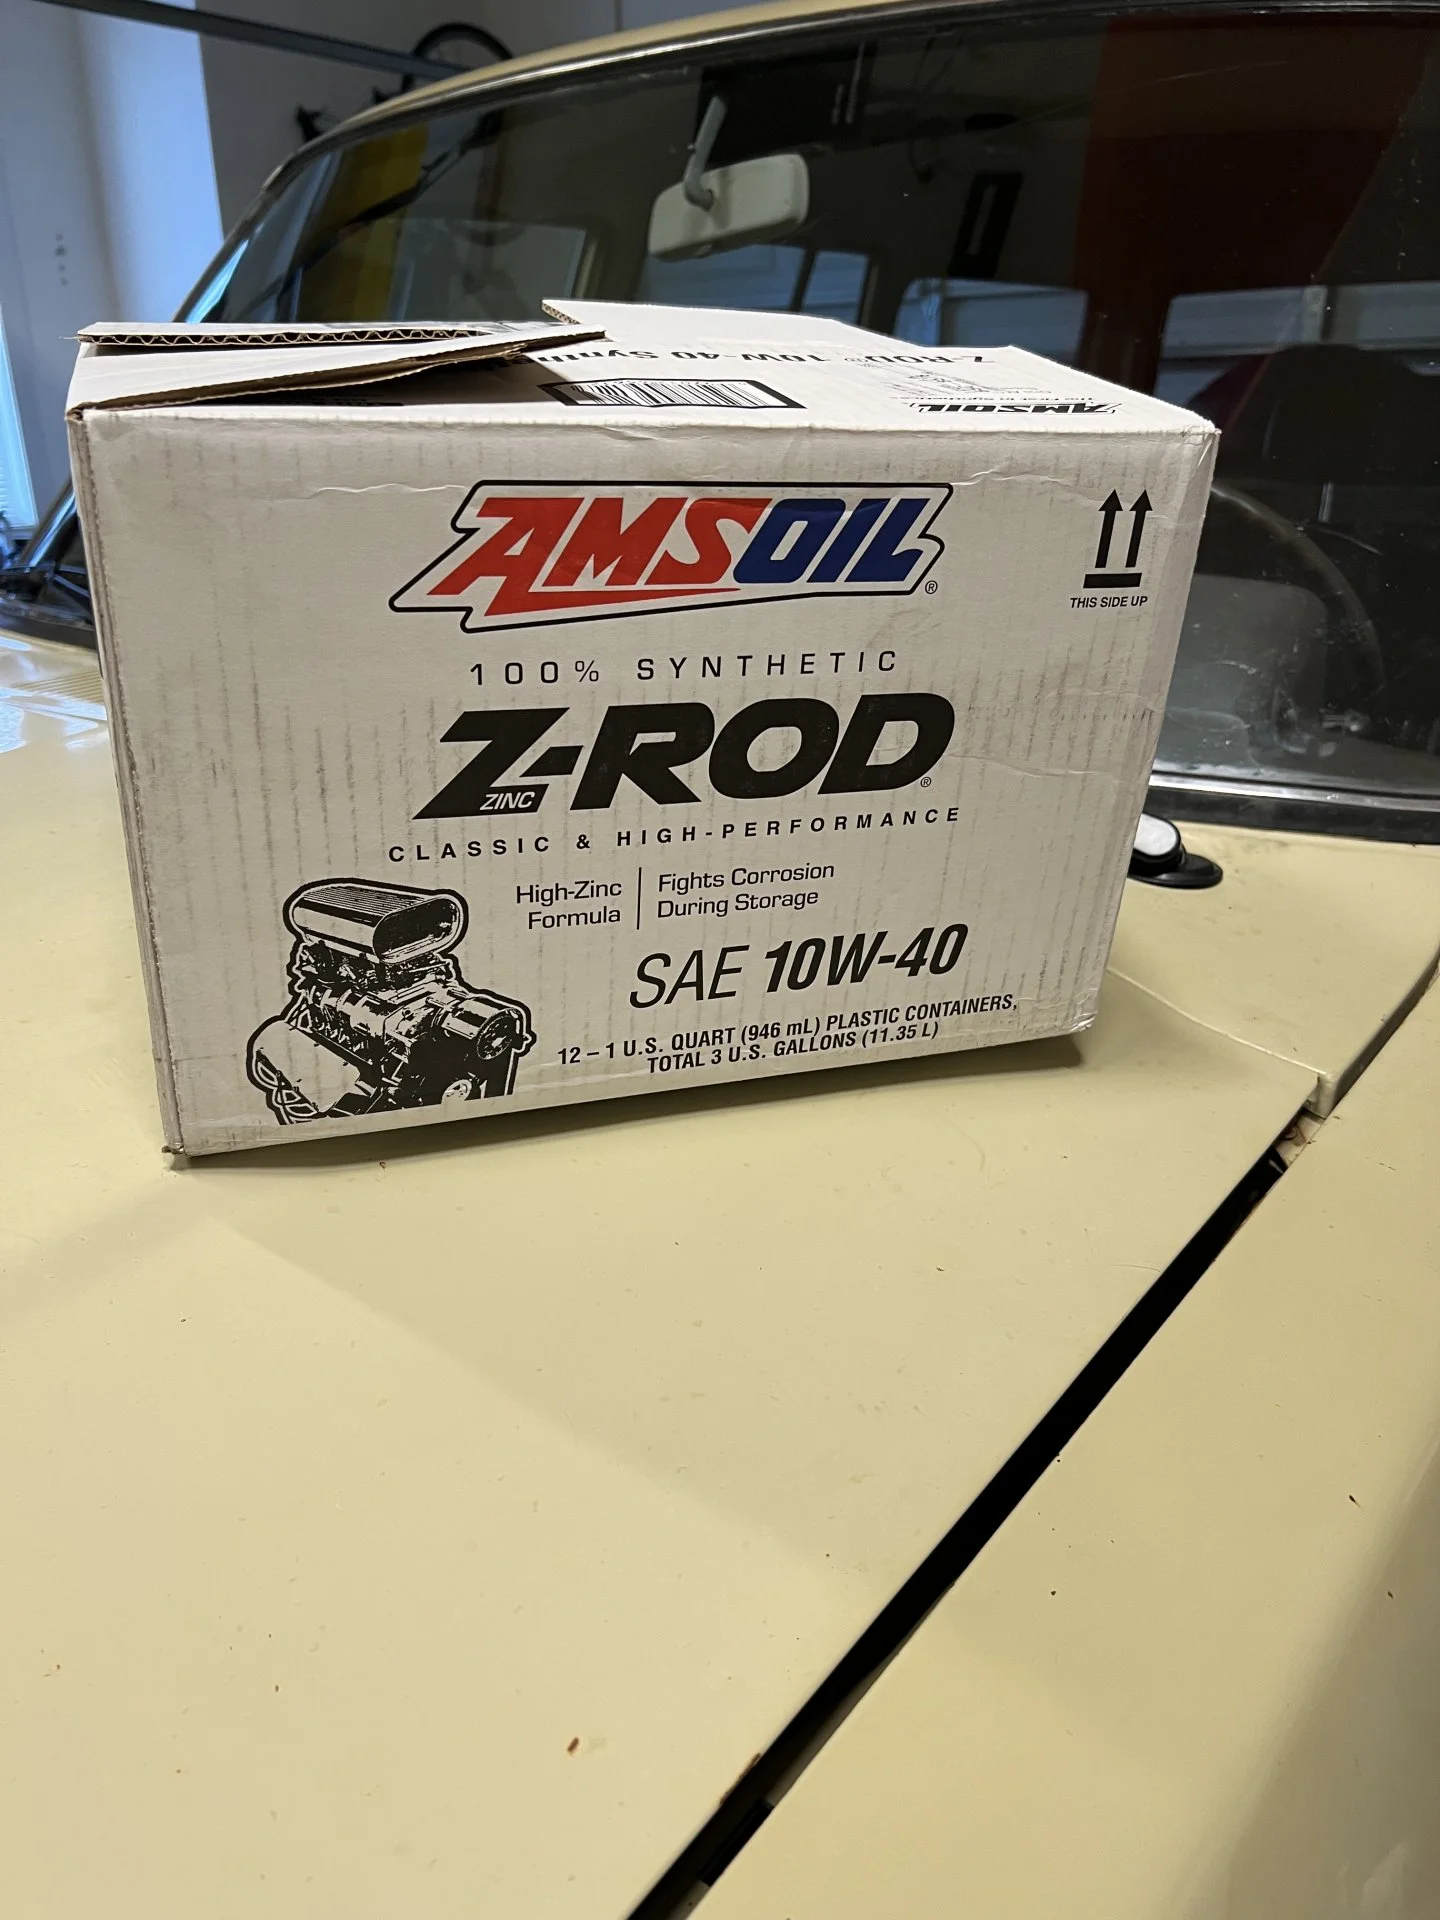 Z-ROD® 10W-40 Synthetic
AMSOIL
AMSOIL®
THIS SIDE UP
100% SYNTHETIC
Z-ROD®
ZINC
CLASSIC & HIGH-PERFORMANCE
High-Zinc
Formula
Fights Corrosion
During Storage
SAE 10W-40
12 – 1 U.S. QUART (946 mL) PLASTIC CONTAINERS,
TOTAL 3 U.S. GALLONS (11.35 L)